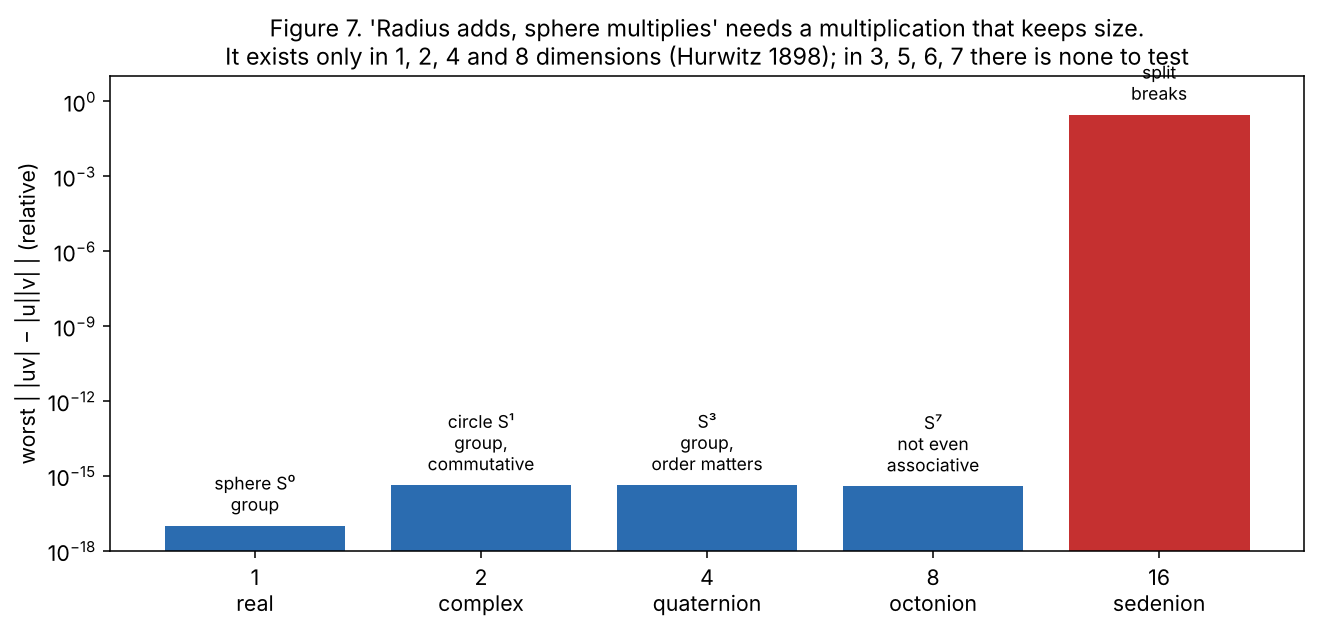 Figure 7. 'Radius adds, sphere multiplies' needs a multiplication that keeps size.
It exists only in 1, 2, 4 and 8 dimensions (Hurwitz 1898); in 3, 5, 6, 7 there is none to test
worst | |uv| − |u||v| | (relative)
10⁰
10⁻³
10⁻⁶
10⁻⁹
10⁻¹²
10⁻¹⁵
10⁻¹⁸
sphere S⁰
group
circle S¹
group,
commutative
S³
group,
order matters
S⁷
not even
associative
split
breaks
1
real
2
complex
4
quaternion
8
octonion
16
sedenion